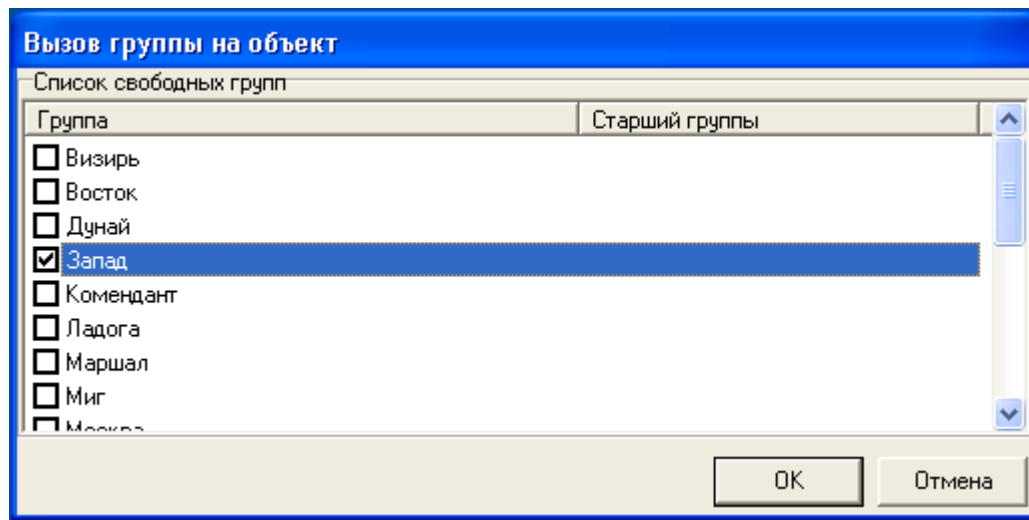 Вызов группы на объект
Список свободных групп
Группа Старший группы
Визирь
Восток
Дунай
Запад
Комендант
Ладога
Маршал
Миг
OK Отмена